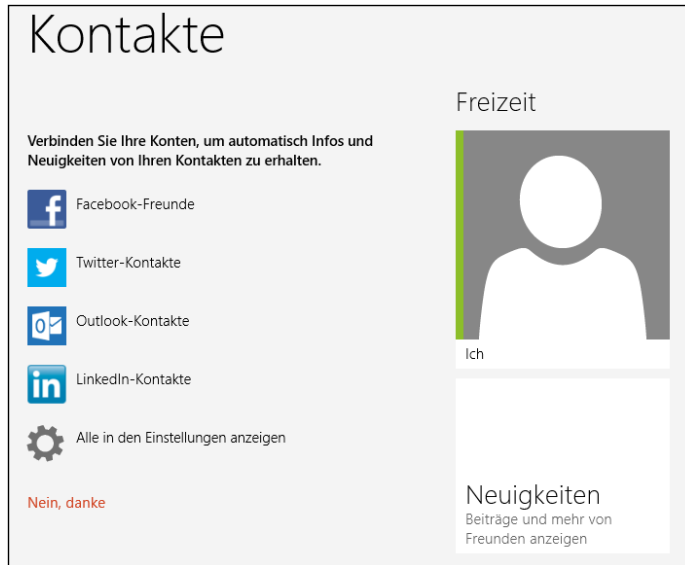 Kontakte
Verbinden Sie Ihre Konten, um automatisch Infos und
Neuigkeiten von Ihren Kontakten zu erhalten.
Facebook-Freunde
Twitter-Kontakte
Outlook-Kontakte
LinkedIn-Kontakte
Alle in den Einstellungen anzeigen
Nein, danke
Freizeit
Ich
Neuigkeiten
Beiträge und mehr von
Freunden anzeigen